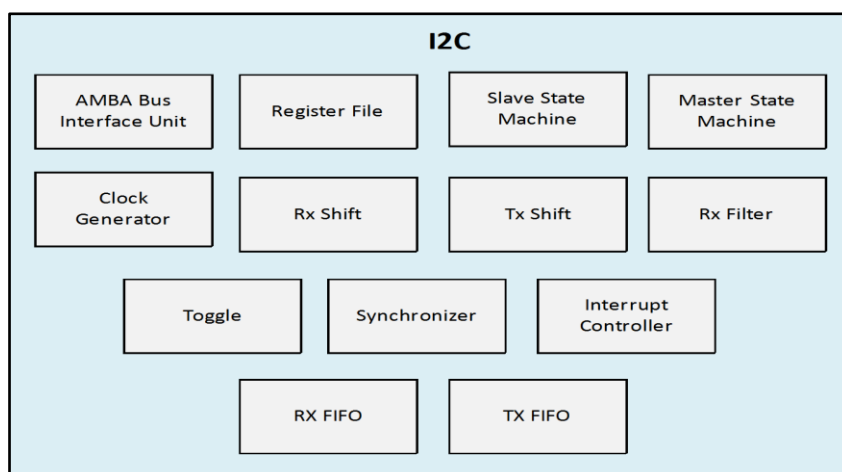 I2C
AMBA Bus
Interface Unit
Register File
Slave State
Machine
Master State
Machine
Clock
Generator
Rx Shift
Tx Shift
Rx Filter
Toggle
Synchronizer
Interrupt
Controller
RX FIFO
TX FIFO